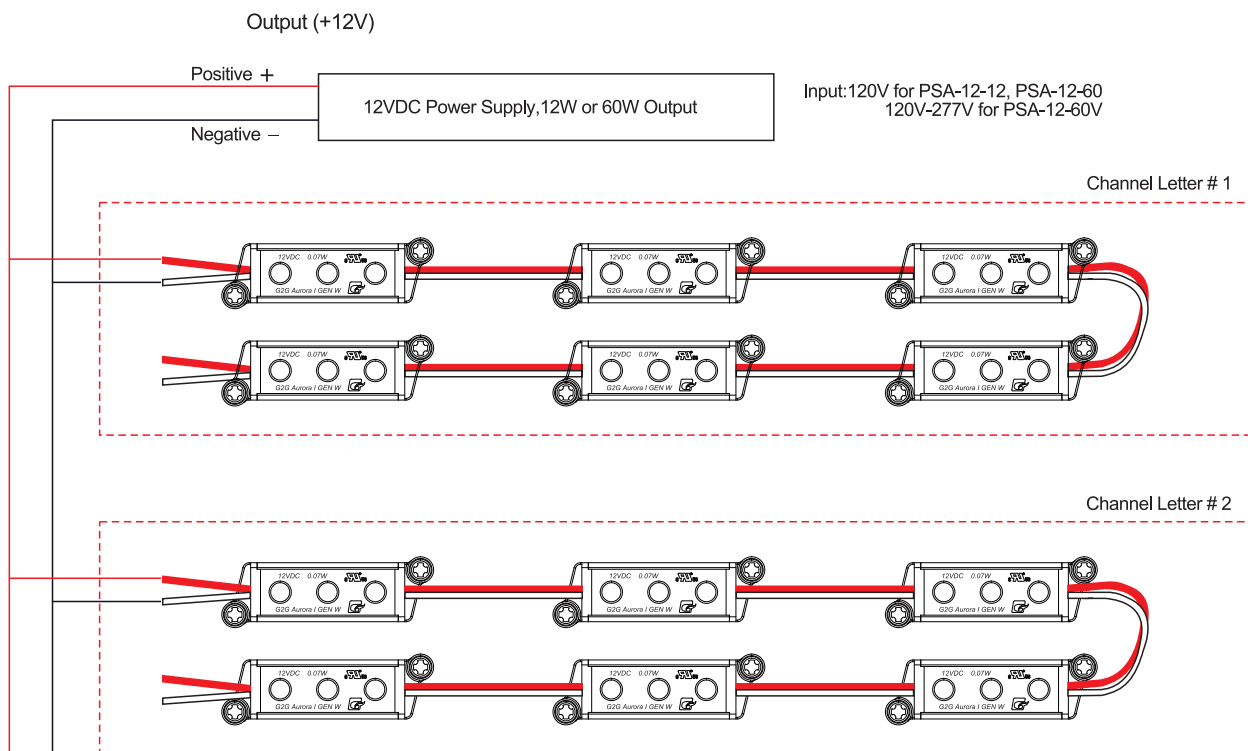 Output (+12V)
Positive +
12VDC Power Supply,12W or 60W Output
Negative –
Input:120V for PSA-12-12, PSA-12-60
120V-277V for PSA-12-60V
Channel Letter # 1
12VDC 0.07W
G2G Aurora I GEN W
12VDC 0.07W
G2G Aurora I GEN W
12VDC 0.07W
G2G Aurora I GEN W
12VDC 0.07W
G2G Aurora I GEN W
12VDC 0.07W
G2G Aurora I GEN W
12VDC 0.07W
G2G Aurora I GEN W
Channel Letter # 2
12VDC 0.07W
G2G Aurora I GEN W
12VDC 0.07W
G2G Aurora I GEN W
12VDC 0.07W
G2G Aurora I GEN W
12VDC 0.07W
G2G Aurora I GEN W
12VDC 0.07W
G2G Aurora I GEN W
12VDC 0.07W
G2G Aurora I GEN W